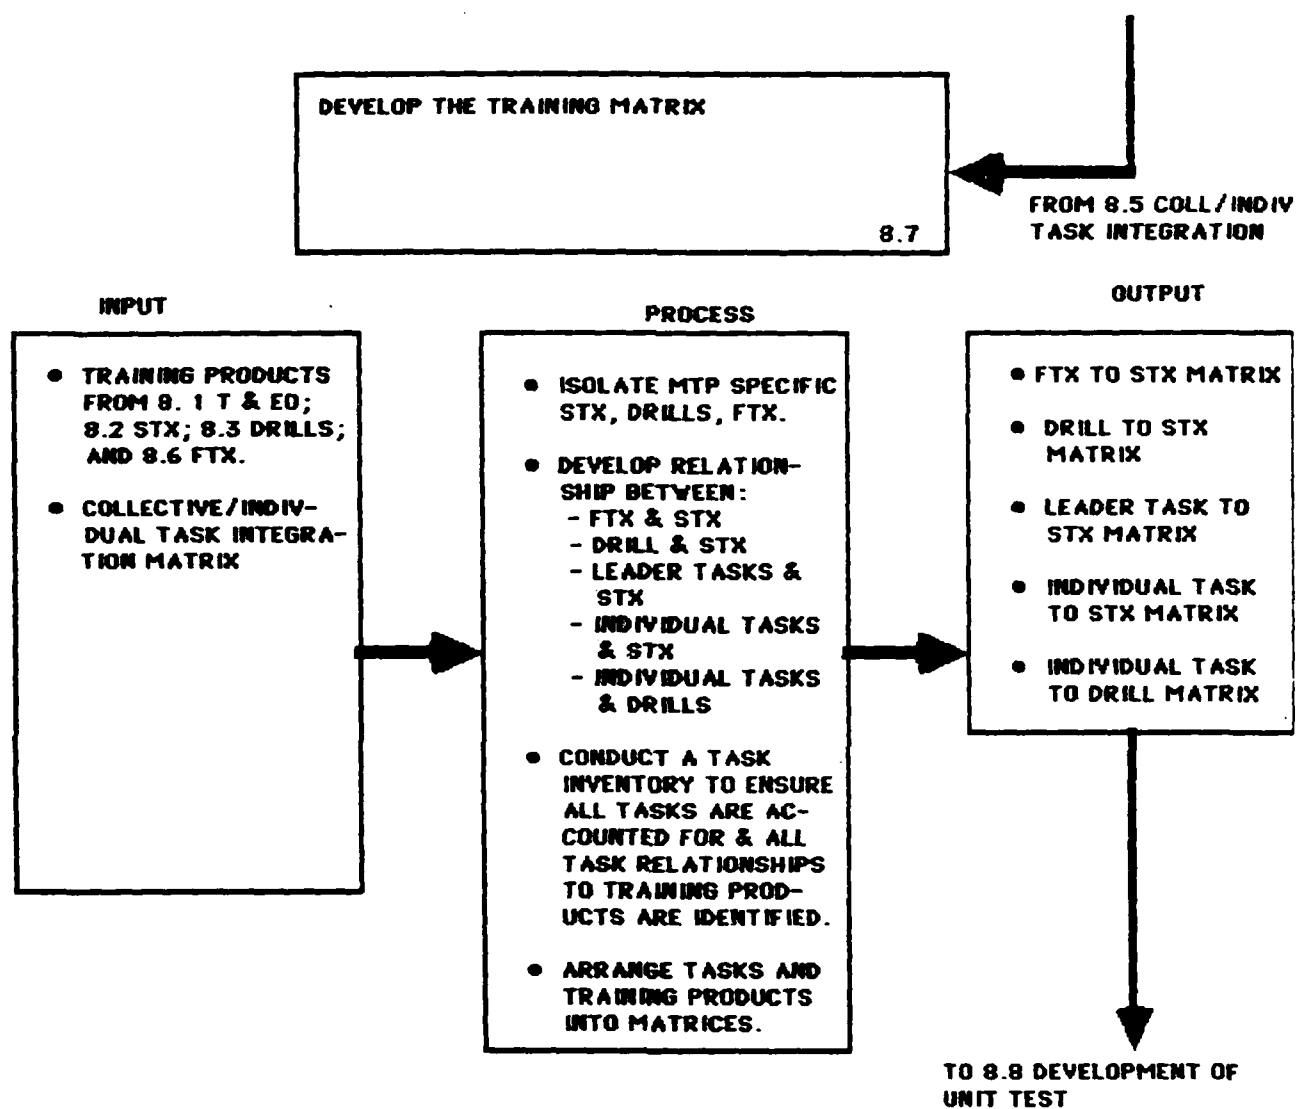 DEVELOP THE TRAINING MATRIX
8.7
FROM 8.5 COLL/INDIV
TASK INTEGRATION
INPUT
● TRAINING PRODUCTS
FROM 8. 1 T & EO;
8.2 STX; 8.3 DRILLS;
AND 8.6 FTX.
● COLLECTIVE/INDIV-
DUAL TASK INTEGRA-
TION MATRIX
PROCESS
● ISOLATE MTP SPECIFIC
STX, DRILLS, FTX.
● DEVELOP RELATION-
SHIP BETWEEN:
- FTX & STX
- DRILL & STX
- LEADER TASKS &
STX
- INDIVIDUAL TASKS
& STX
- INDIVIDUAL TASKS
& DRILLS
● CONDUCT A TASK
INVENTORY TO ENSURE
ALL TASKS ARE AC-
COUNTED FOR & ALL
TASK RELATIONSHIPS
TO TRAINING PROD-
UCTS ARE IDENTIFIED.
● ARRANGE TASKS AND
TRAINING PRODUCTS
INTO MATRICES.
OUTPUT
● FTX TO STX MATRIX
● DRILL TO STX
MATRIX
● LEADER TASK TO
STX MATRIX
● INDIVIDUAL TASK
TO STX MATRIX
● INDIVIDUAL TASK
TO DRILL MATRIX
TO 8.8 DEVELOPMENT OF
UNIT TEST